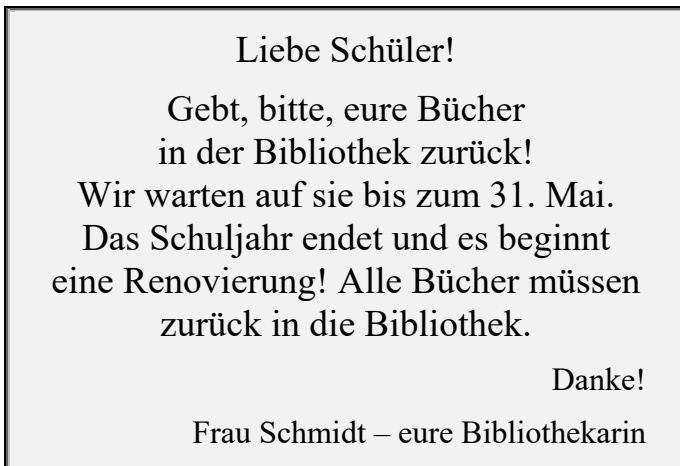 Liebe Schüler!
Gebt, bitte, eure Bücher
in der Bibliothek zurück!
Wir warten auf sie bis zum 31. Mai.
Das Schuljahr endet und es beginnt
eine Renovierung! Alle Bücher müssen
zurück in die Bibliothek.
Danke!
Frau Schmidt – eure Bibliothekarin